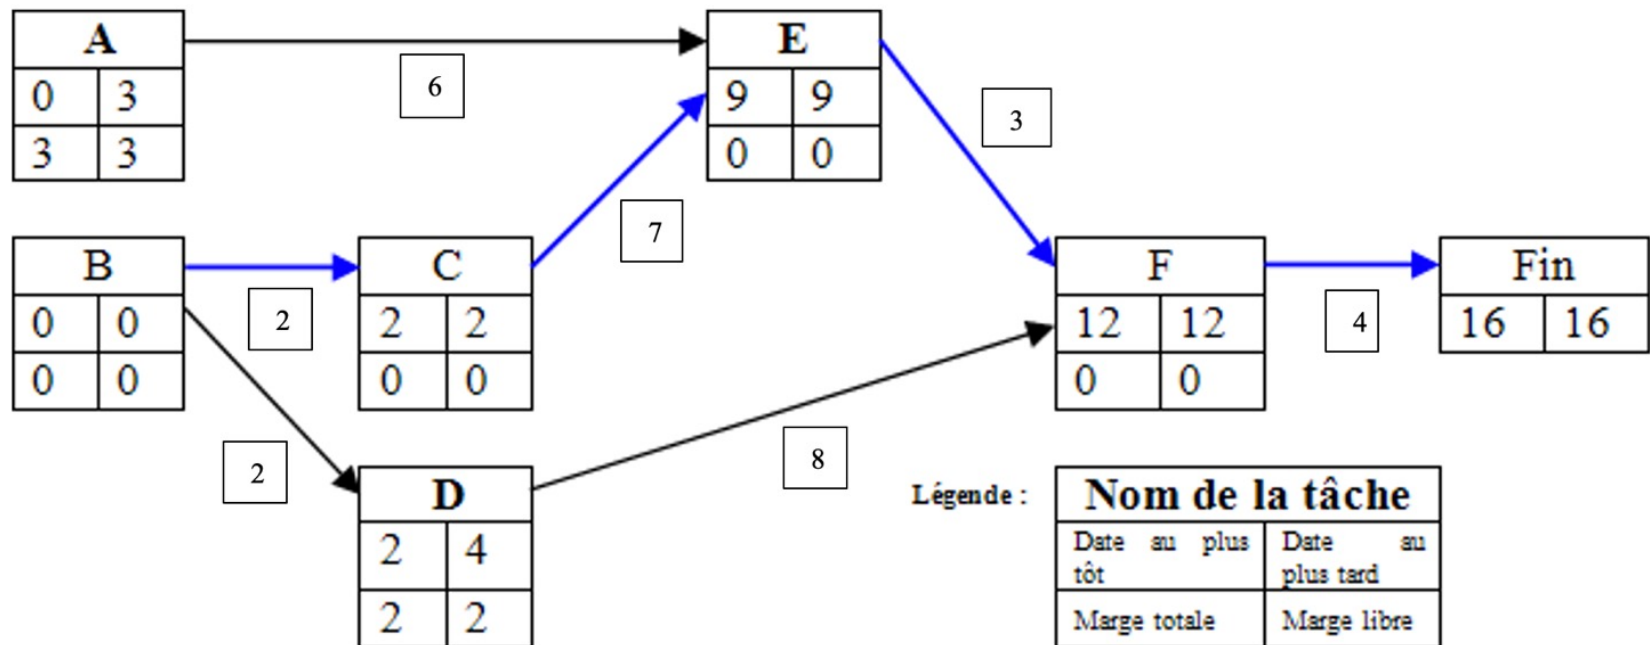 A
0 3
3 3
6
E
9 9
0 0
3
7
B
0 0
0 0
2
C
2 2
0 0
F
12 12
0 0
4
Fin
16 16
2
D
2 4
2 2
8
Légende :
Nom de la tâche
Date au plus
tôt
Date au
plus tard
Marge totale
Marge libre